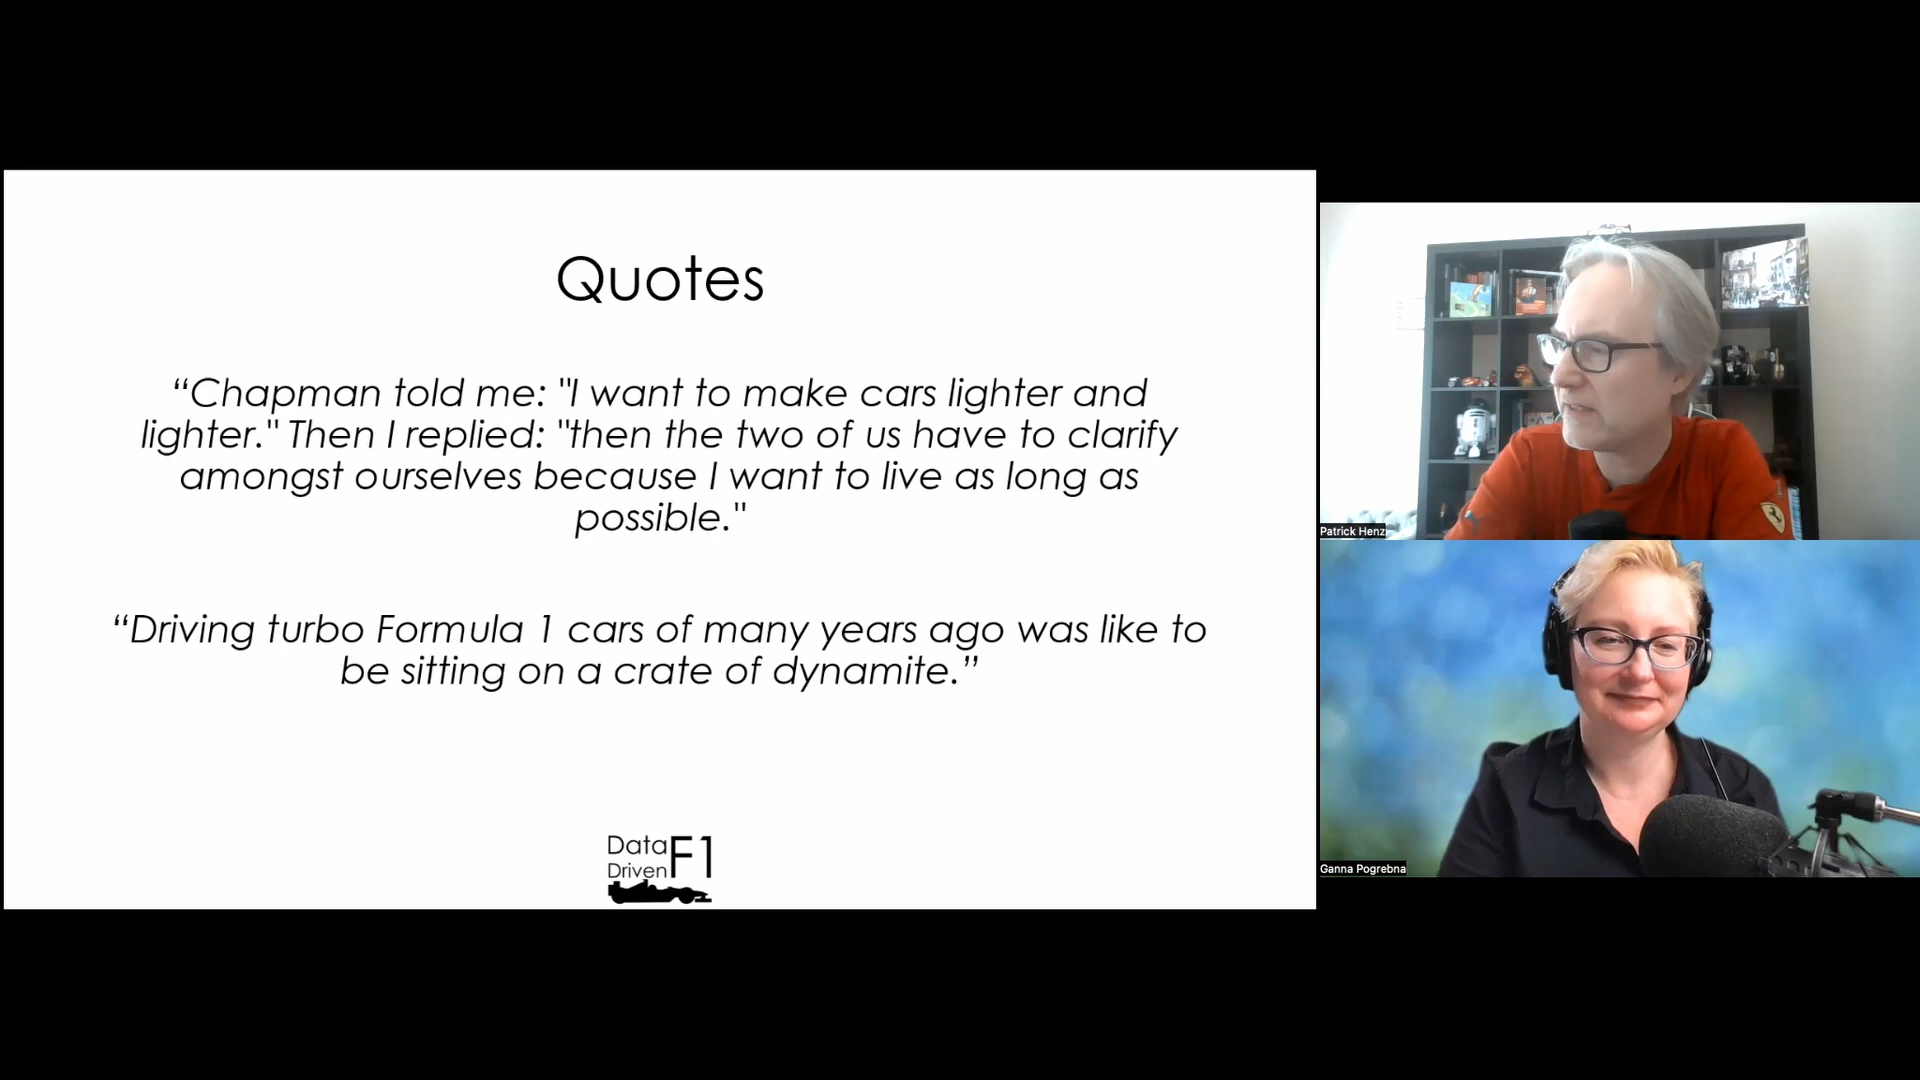 Quotes
“Chapman told me: "I want to make cars lighter and
lighter." Then I replied: "then the two of us have to clarify
amongst ourselves because I want to live as long as
possible."
“Driving turbo Formula 1 cars of many years ago was like to
be sitting on a crate of dynamite.”
Data
Driven
F1
Patrick Henz
Ganna Pogrebna